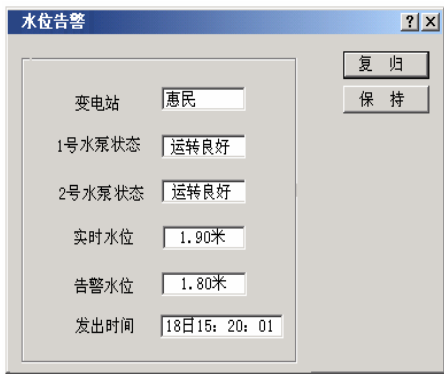 水位告警
复 归
保 持
变电站 惠民
1号水泵状态 运转良好
2号水泵状态 运转良好
实时水位 1.90米
告警水位 1.80米
发出时间 18日15：20：01